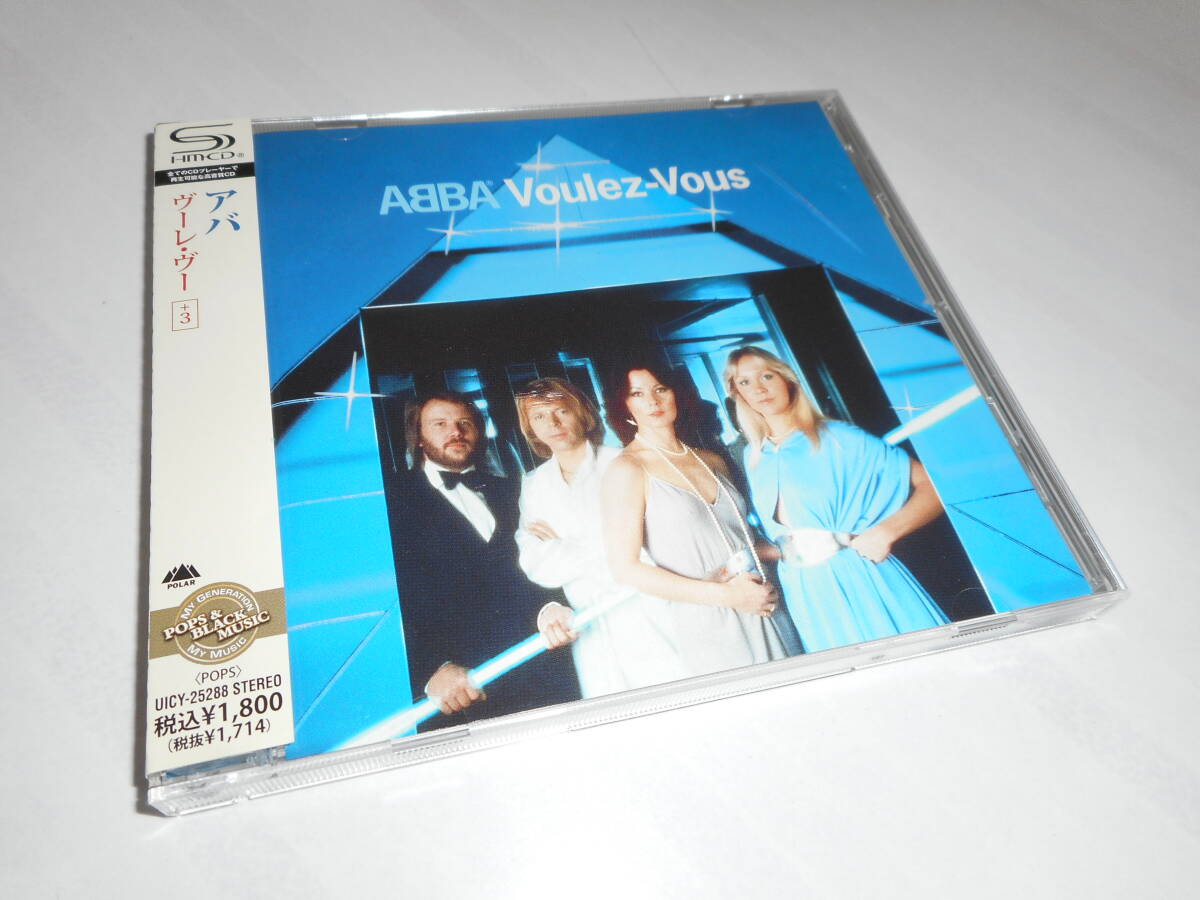 SHM-CD®
全てのCDプレーヤーで
再生可能な高音質CD
アバ
ヴーレ・ヴー
+3
POLAR
MY GENERATION
POPS &
BLACK MUSIC
MY MUSIC
〈POPS〉
UICY-25288 STEREO
税込¥1,800
(税抜¥1,714)
ABBA® Voulez-Vous